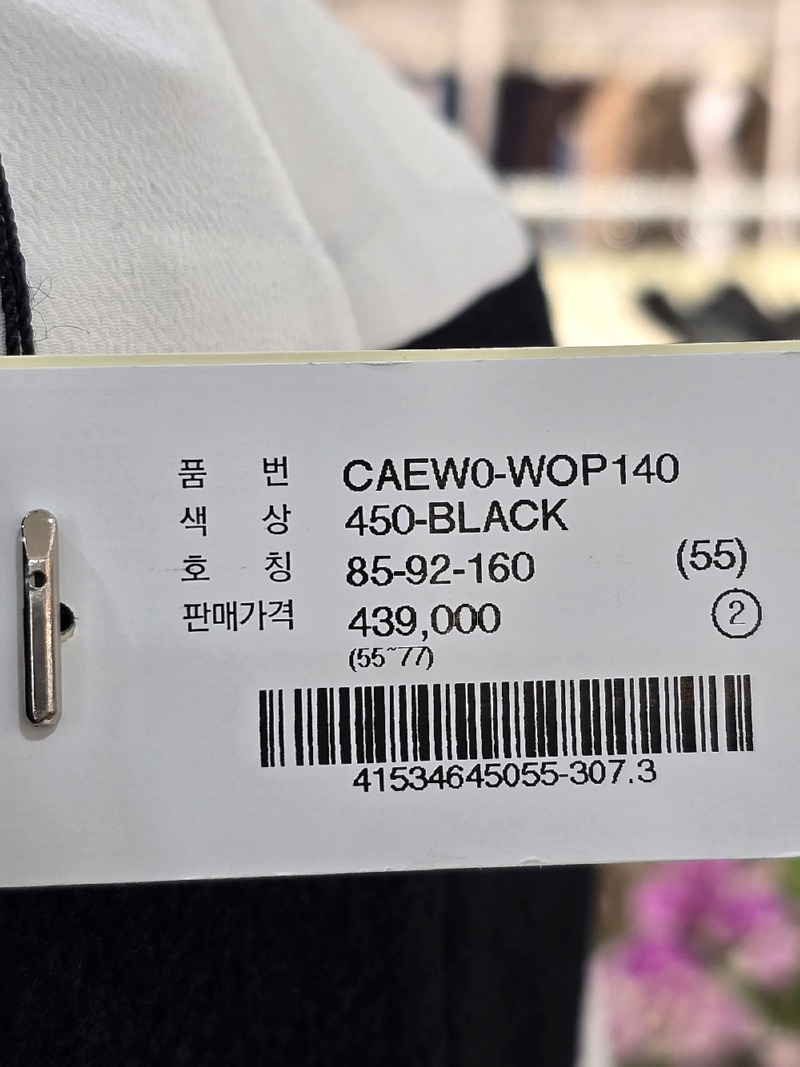 품 번 CAEW0-WOP140
색 상 450-BLACK
호 칭 85-92-160 (55)
판매가격 439,000 ②
(55~77)
41534645055-307.3